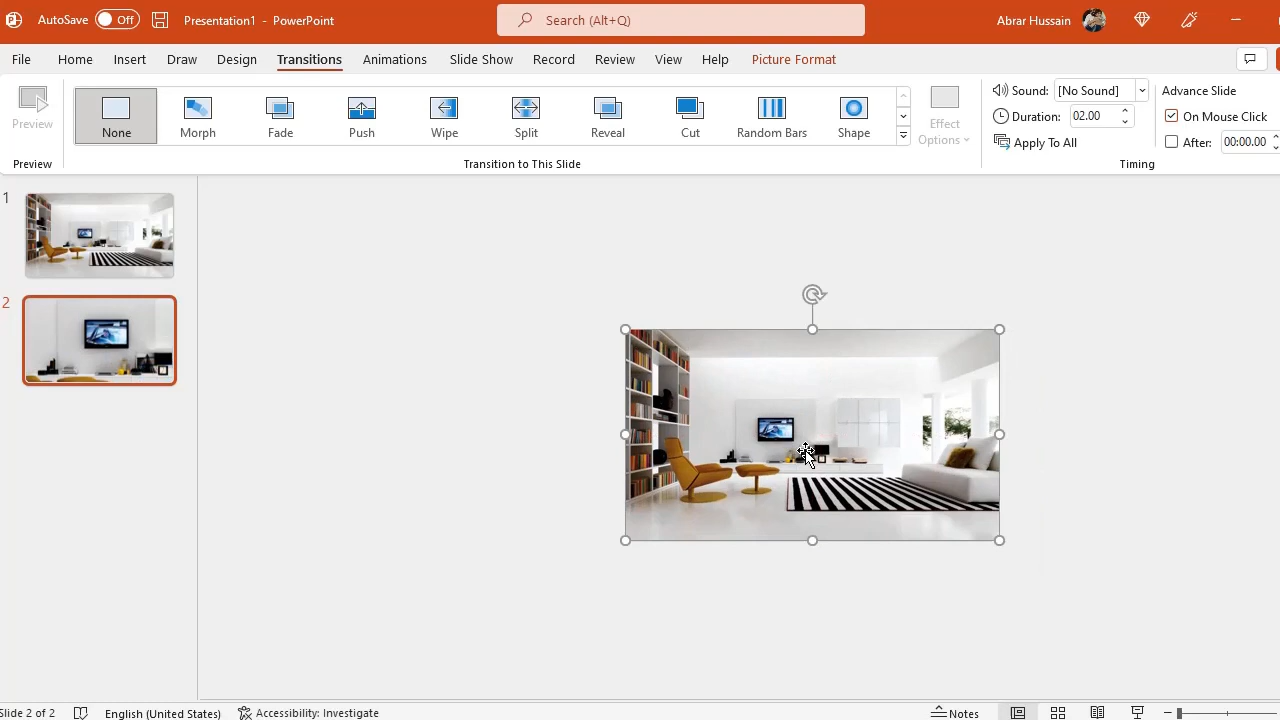 AutoSave Off Presentation1 - PowerPoint Search (Alt+Q) Abrar Hussain
File Home Insert Draw Design Transitions Animations Slide Show Record Review View Help Picture Format
Preview None Morph Fade Push Wipe Split Reveal Cut Random Bars Shape Effect Options
Sound: [No Sound] Advance Slide
Duration: 02.00 On Mouse Click
Apply To All After: 00:00.00
Preview Transition to This Slide Timing
1
2
Slide 2 of 2 English (United States) Accessibility: Investigate Notes